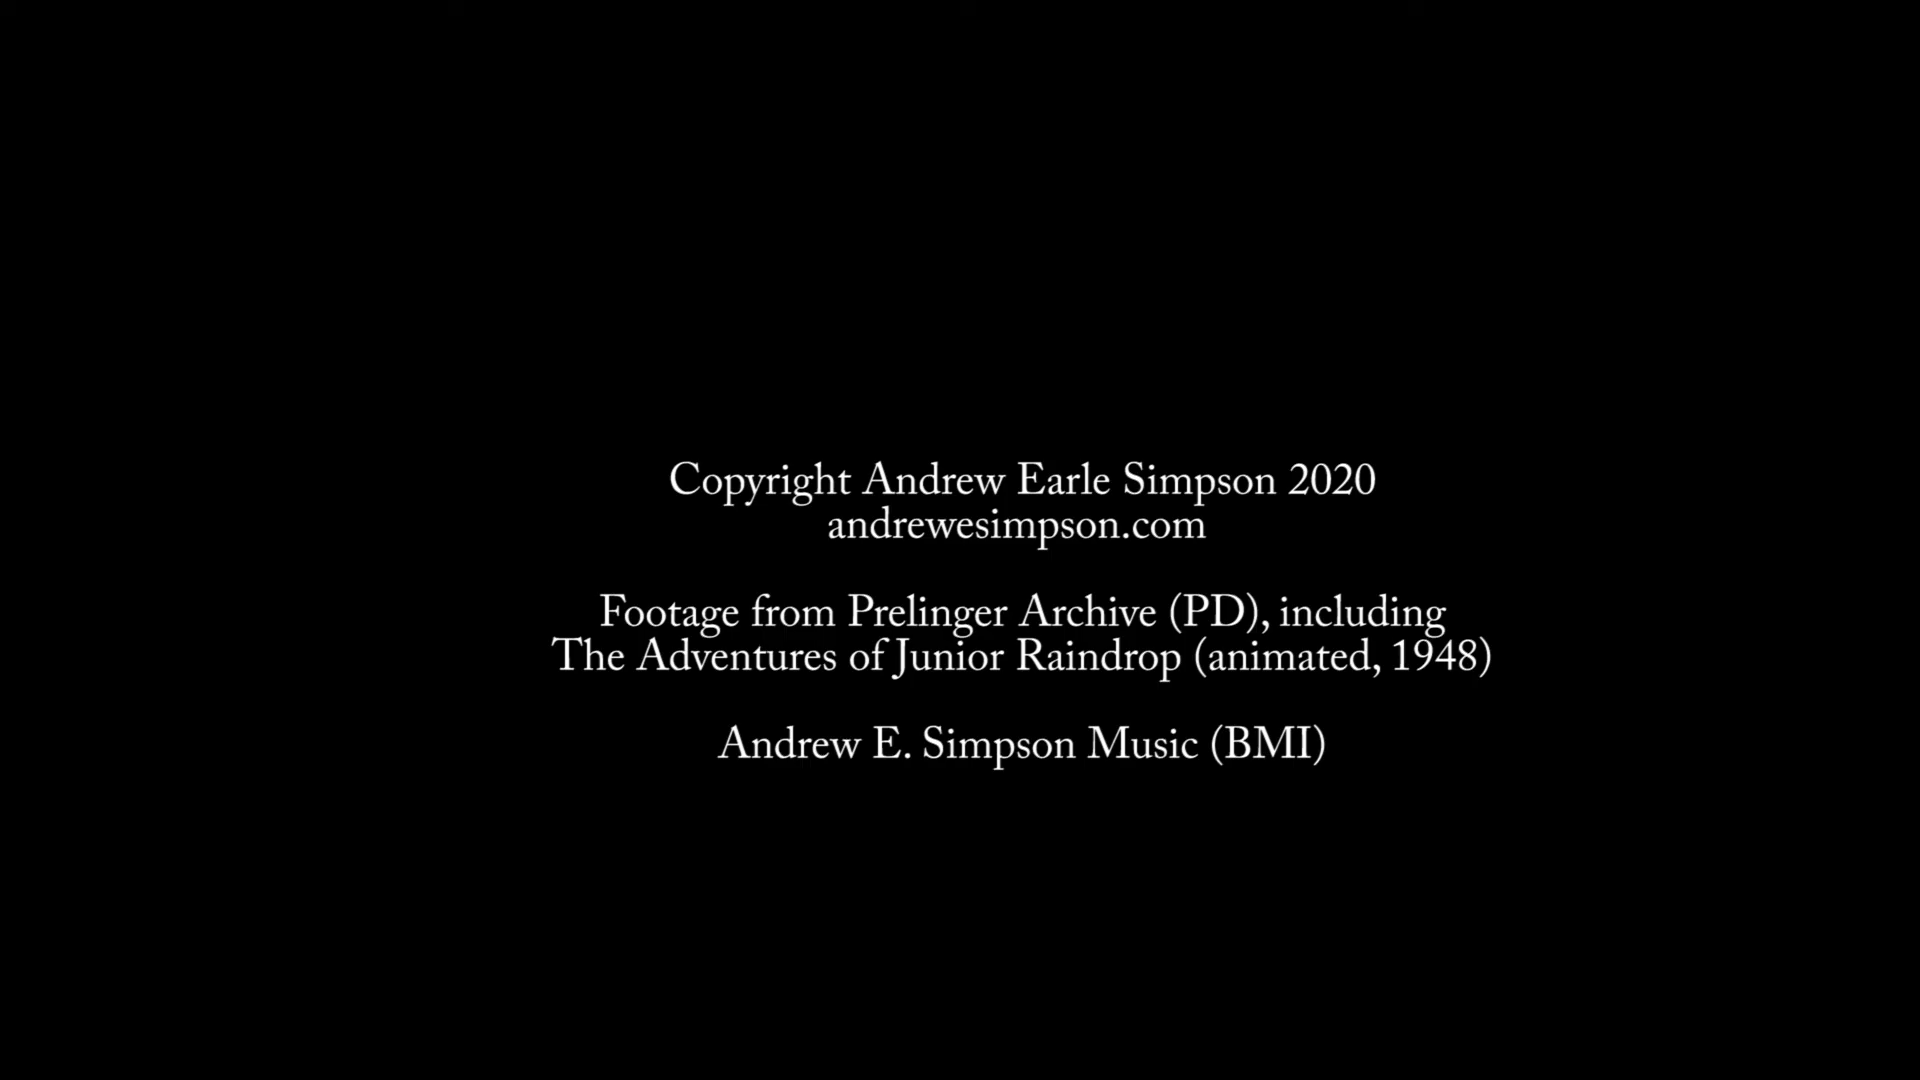 Copyright Andrew Earle Simpson 2020
andrewesimpson.com
Footage from Prelinger Archive (PD), including
The Adventures of Junior Raindrop (animated, 1948)
Andrew E. Simpson Music (BMI)